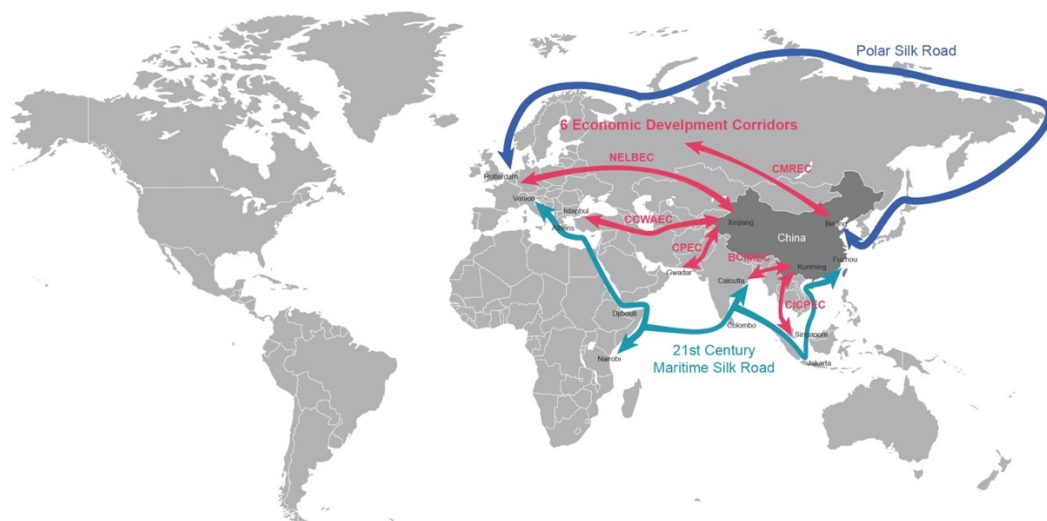 Polar Silk Road
6 Economic Develpment Corridors
NELBEC
CMREC
Rotterdam
Venice
Istanbul
CCWAEC
Athens
Xinjiang
Beijing
China
CPEC
Gwadar
BCIMEC
Kunming
Fuzhou
Calcutta
CICPEC
Djibouti
Colombo
Singapore
Nairobi
21st Century
Maritime Silk Road
Jakarta